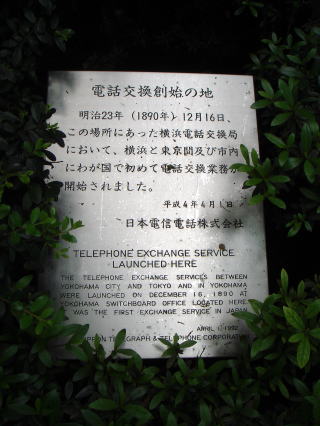 電話交換創始の地
明治23年（1890年）12月16日、
この場所にあった横浜電話交換局
において、横浜と東京間及び市内
にわが国で初めて電話交換業務が
開始されました。
平成4年4月1日
日本電信電話株式会社
TELEPHONE EXCHANGE SERVICE
LAUNCHED HERE
THE TELEPHONE EXCHANGE SERVICES BETWEEN
YOKOHAMA CITY AND TOKYO AND IN YOKOHAMA
WERE LAUNCHED ON DECEMBER 16, 1890 AT
YOKOHAMA SWITCHBOARD OFFICE LOCATED HERE.
WAS THE FIRST EXCHANGE SERVICE IN JAPAN
APRIL 1, 1992
NIPPON TELEGRAPH & TELEPHONE CORPORATION